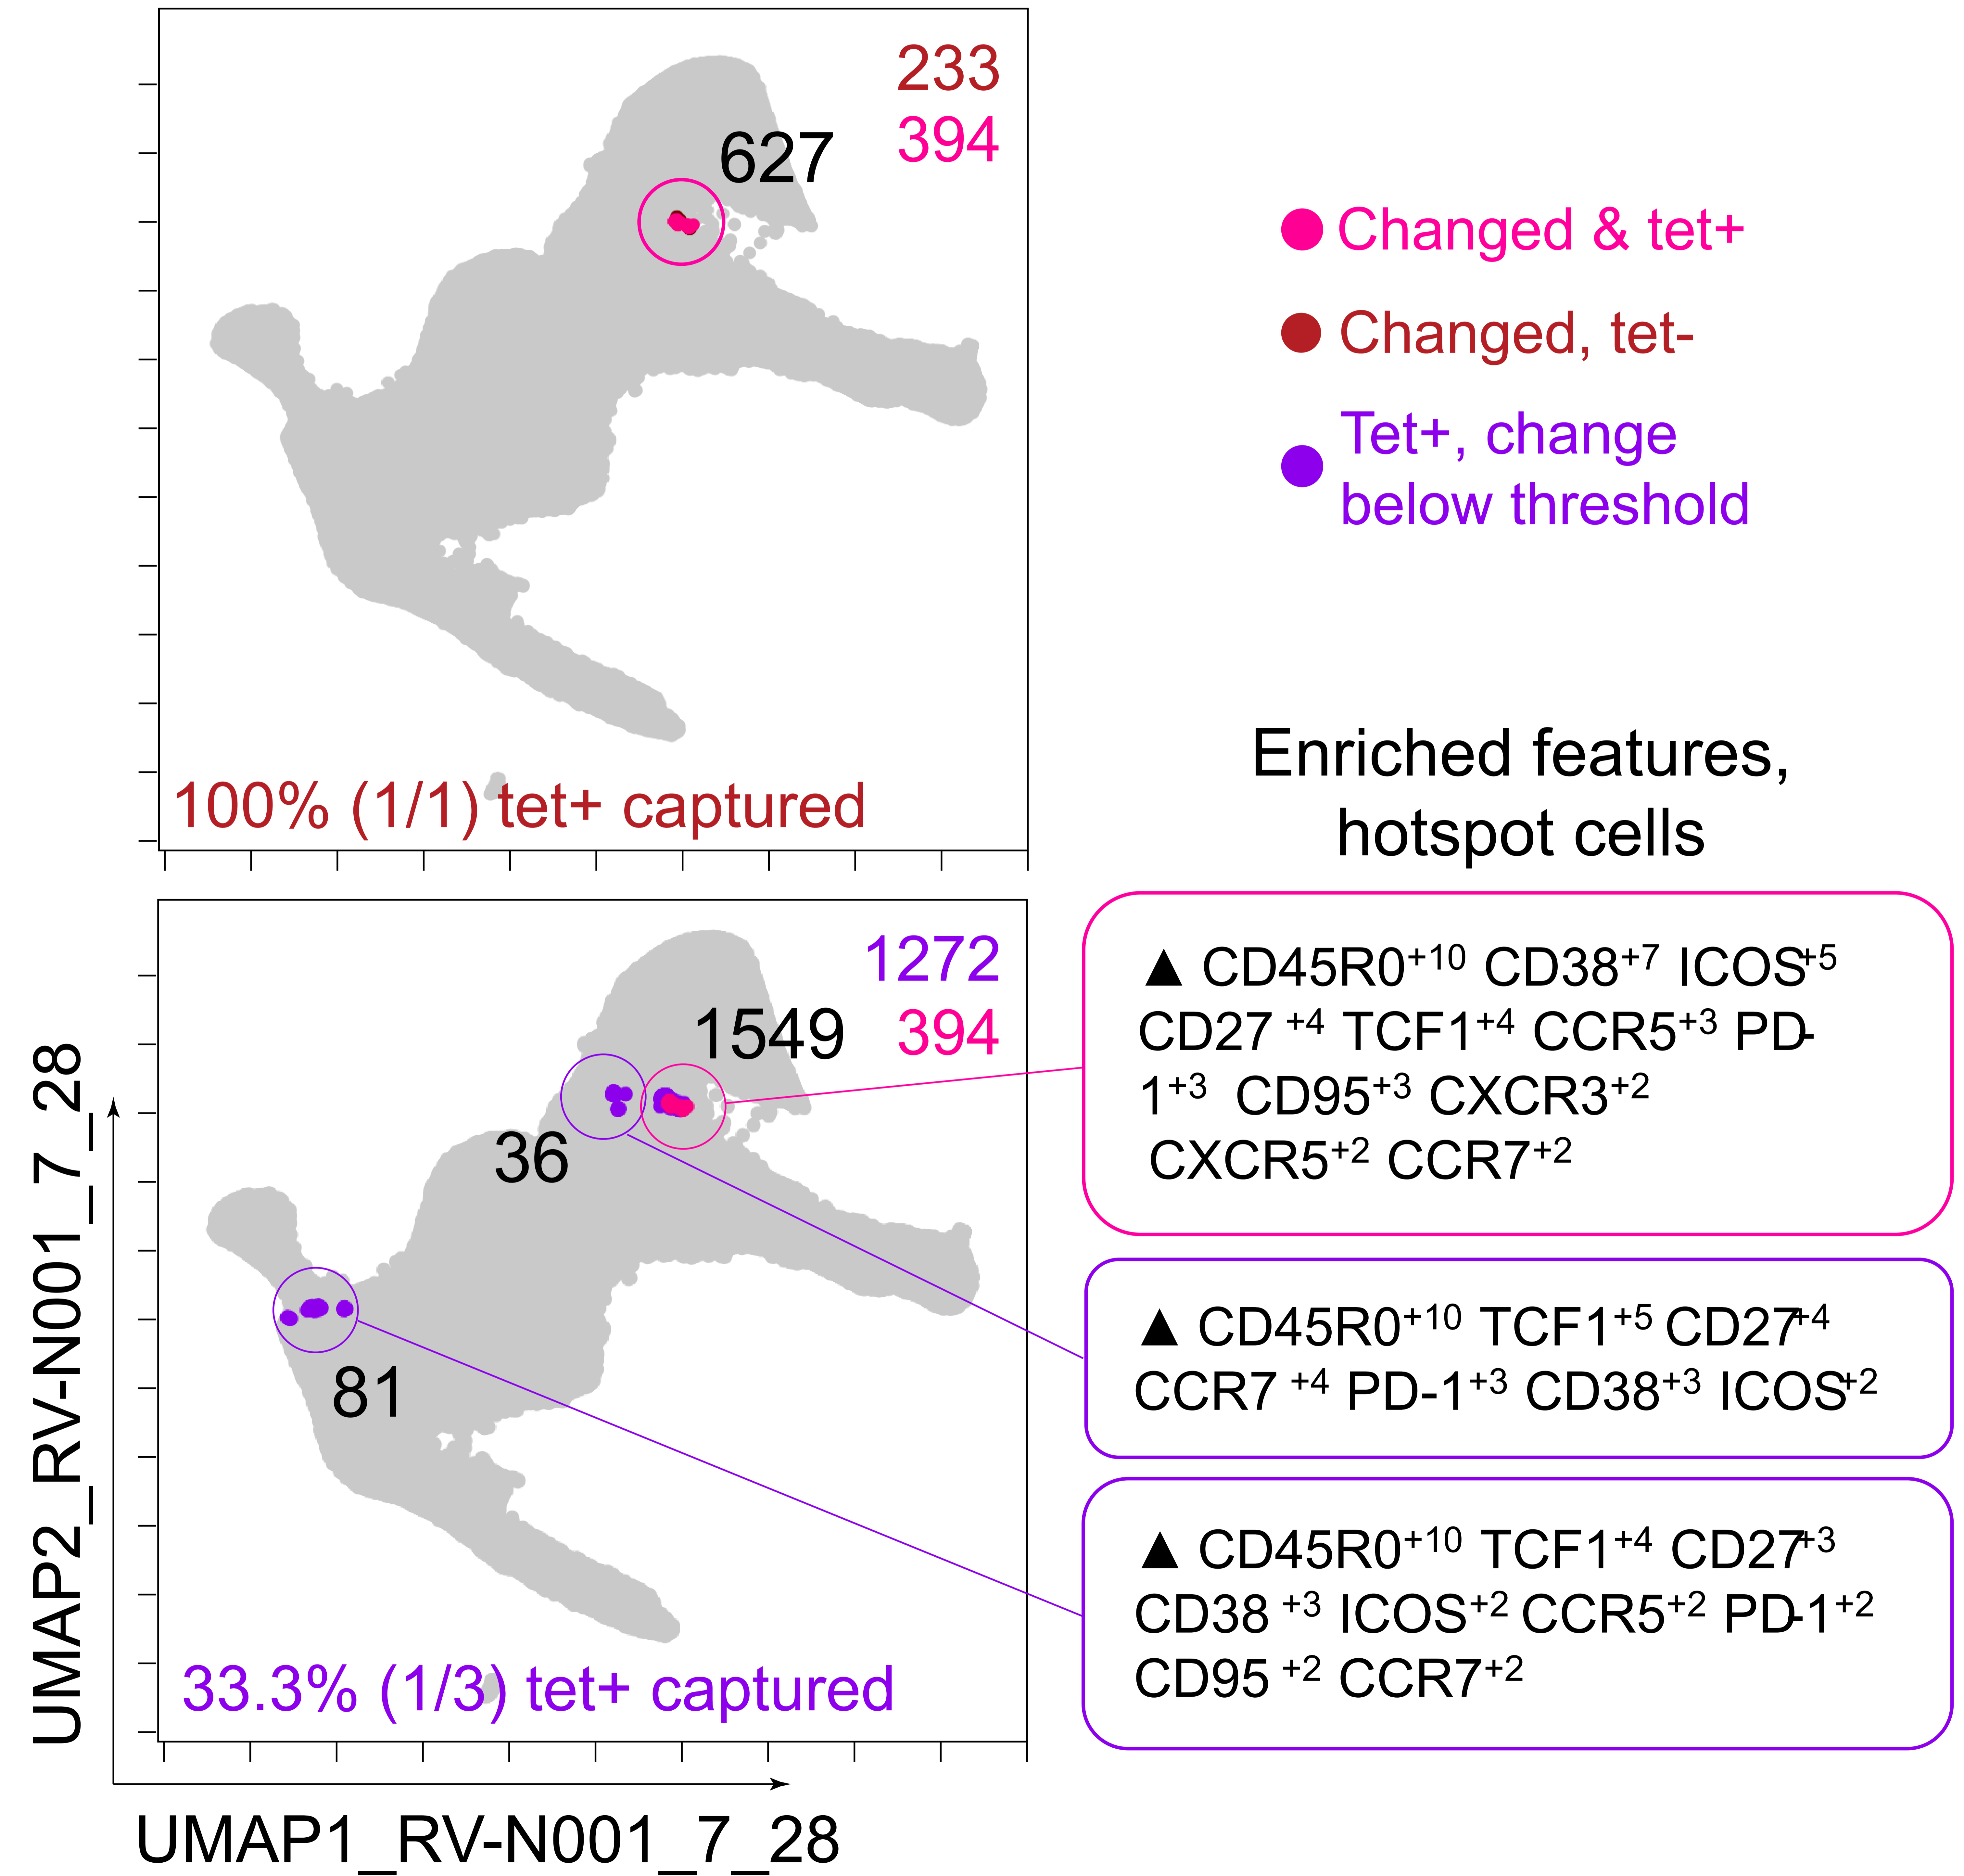 233
394
627
100% (1/1) tet+ captured
Changed & tet+
Changed, tet-
Tet+, change
below threshold
Enriched features,
hotspot cells
1272
394
1549
36
81
33.3% (1/3) tet+ captured
UMAP2_RV-N001_7_28
UMAP1_RV-N001_7_28
▲ CD45R0+10 CD38+7 ICOS+5
CD27 +4 TCF1+4 CCR5+3 PD-
1+3 CD95+3 CXCR3+2
CXCR5+2 CCR7+2
▲ CD45R0+10 TCF1+5 CD27+4
CCR7 +4 PD-1+3 CD38+3 ICOS+2
▲ CD45R0+10 TCF1+4 CD27+3
CD38 +3 ICOS+2 CCR5+2 PD-1+2
CD95 +2 CCR7+2